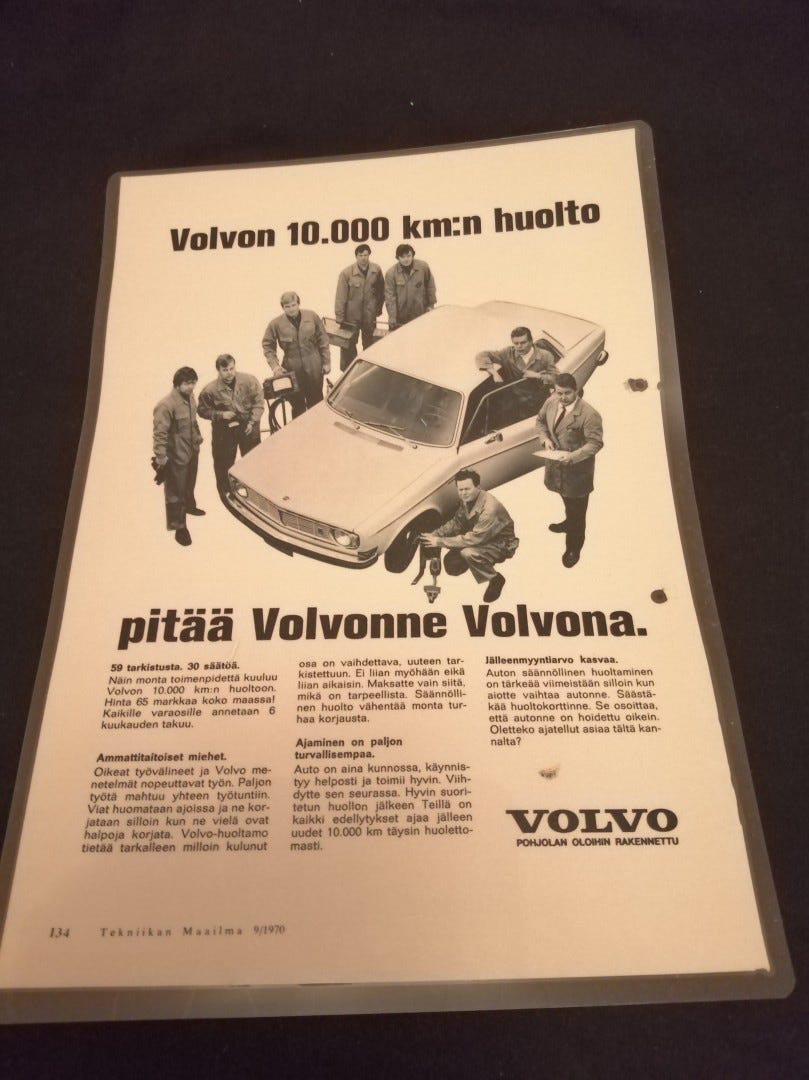 Volvon 10.000 km:n huolto
pitää Volvonne Volvona.
59 tarkistusta. 30 säätöä.
Näin monta toimenpidettä kuuluu
Volvon 10.000 km:n huoltoon.
Hinta 65 markkaa koko maassa!
Kaikille varaosille annetaan 6
kuukauden takuu.
Ammattitaitoiset miehet.
Oikeat työvälineet ja Volvo me-
netelmät nopeuttavat työn. Paljon
työtä mahtuu yhteen työtuntiin.
Viat huomataan ajoissa ja ne kor-
jataan silloin kun ne vielä ovat
halpoja korjata. Volvo-huoltamo
tietää tarkalleen milloin kulunut
osa on vaihdettava, uuteen tar-
kistettuun. Ei liian myöhään eikä
liian aikaisin. Maksatte vain siitä,
mikä on tarpeellista. Säännölli-
nen huolto vähentää monta tur-
haa korjausta.
Ajaminen on paljon
turvallisempaa.
Auto on aina kunnossa, käynnis-
tyy helposti ja toimii hyvin. Viih-
dytte sen seurassa. Hyvin suori-
tetun huollon jälkeen Teillä on
kaikki edellytykset ajaa jälleen
uudet 10.000 km täysin huoletto-
masti.
Jälleenmyyntiarvo kasvaa.
Auton säännöllinen huoltaminen
on tärkeää viimeistään silloin kun
aiotte vaihtaa autonne. Säästä-
kää huoltokorttinne. Se osoittaa,
että autonne on hoidettu oikein.
Oletteko ajatellut asiaa tältä kan-
nalta?
VOLVO
POHJOLAN OLOIHIN RAKENNETTU
134 Tekniikan Maailma 9/1970